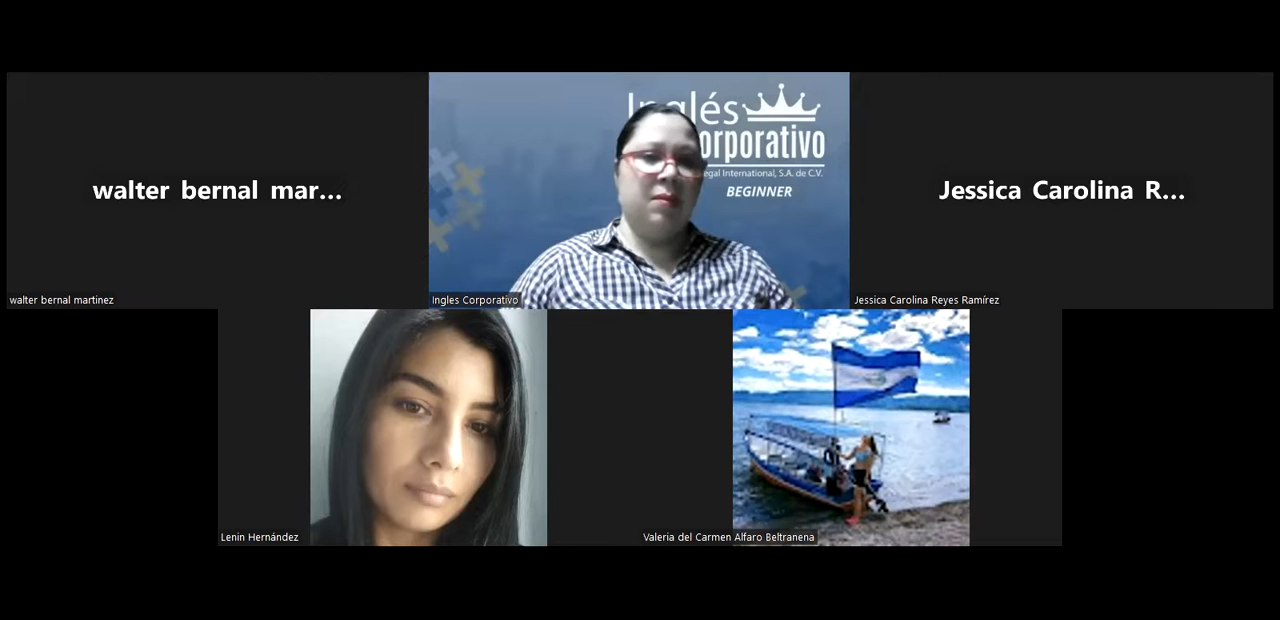 walter bernal mar...
Inglés
orporativo
egal International, S.A. de C.V.
BEGINNER
Jessica Carolina R...
walter bernal martinez
Ingles Corporativo
Jessica Carolina Reyes Ramírez
Lenin Hernández
Valeria del Carmen Alfaro Beltranena